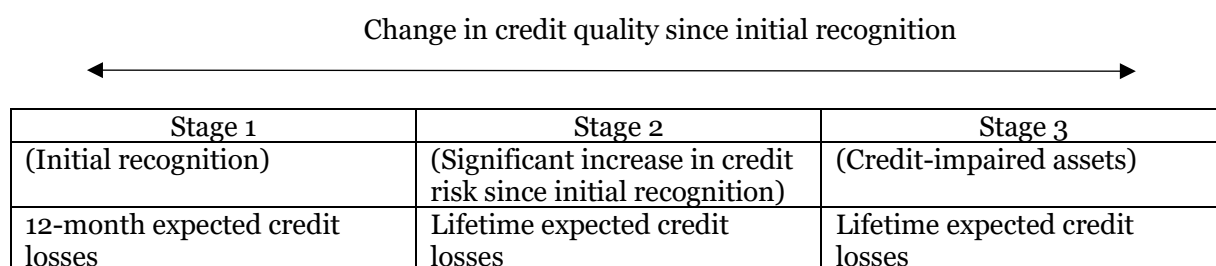 Change in credit quality since initial recognition
Stage 1
Stage 2
Stage 3
(Initial recognition)
(Significant increase in credit
risk since initial recognition)
(Credit-impaired assets)
12-month expected credit
losses
Lifetime expected credit
losses
Lifetime expected credit
losses